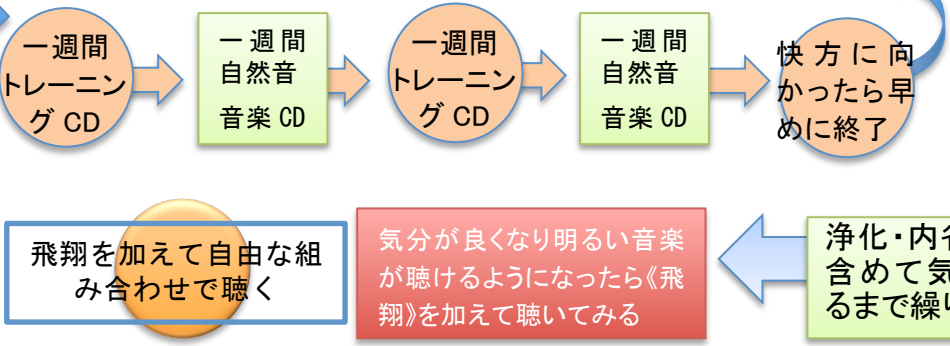 一週間
トレーニン
グ CD
一週間
自然音
音楽 CD
一週間
トレーニン
グ CD
一週間
自然音
音楽 CD
快方に向
かったら早
めに終了
飛翔を加えて自由な組
み合わせで聴く
気分が良くなり明るい音楽
が聴けるようになったら《飛
翔》を加えて聴いてみる
浄化・内
含めて気
るまで繰